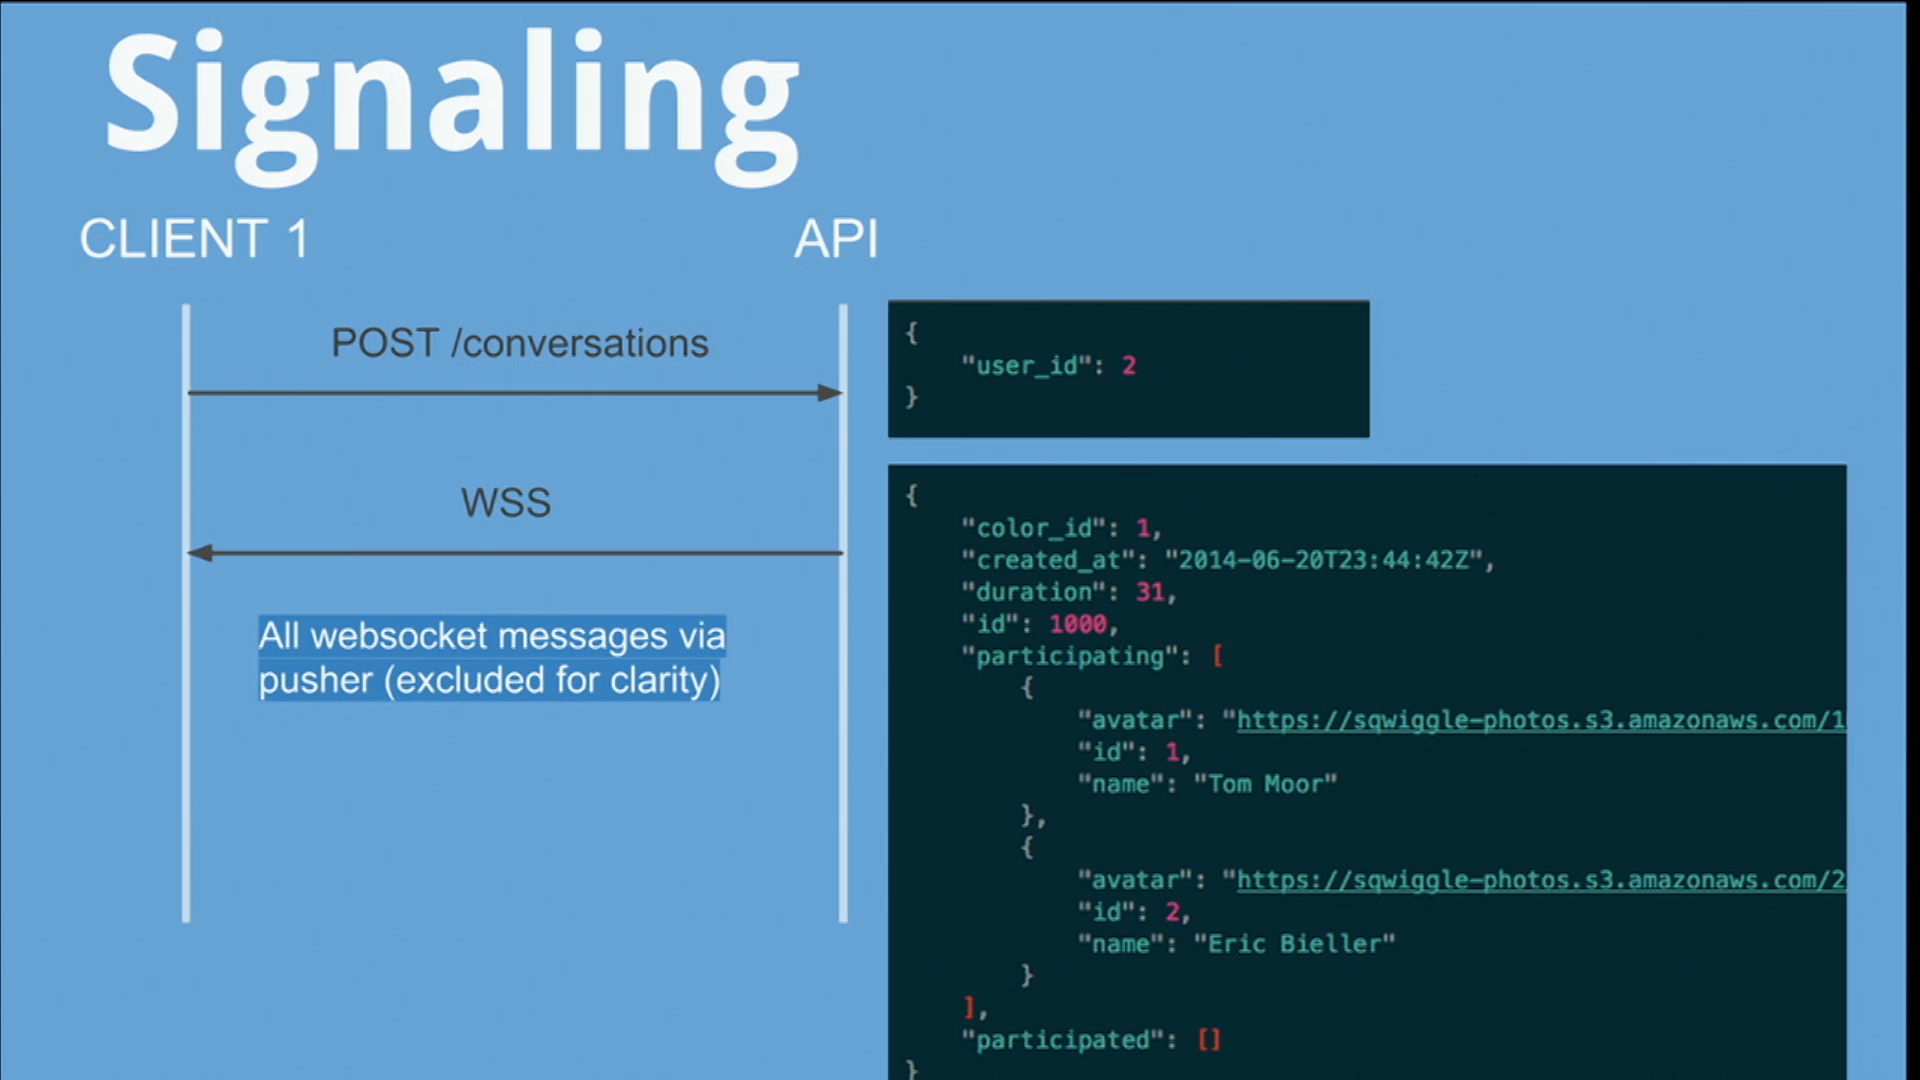 Signaling
CLIENT 1
API
POST /conversations
WSS
All websocket messages via
pusher (excluded for clarity)
{
"user_id": 2
}
{
"color_id": 1,
"created_at": "2014-06-20T23:44:42Z",
"duration": 31,
"id": 1000,
"participating": [
{
"avatar": "https://sqwiggle-photos.s3.amazonaws.com/1
"id": 1,
"name": "Tom Moor"
},
{
"avatar": "https://sqwiggle-photos.s3.amazonaws.com/2
"id": 2,
"name": "Eric Bieller"
}
],
"participated": []
}